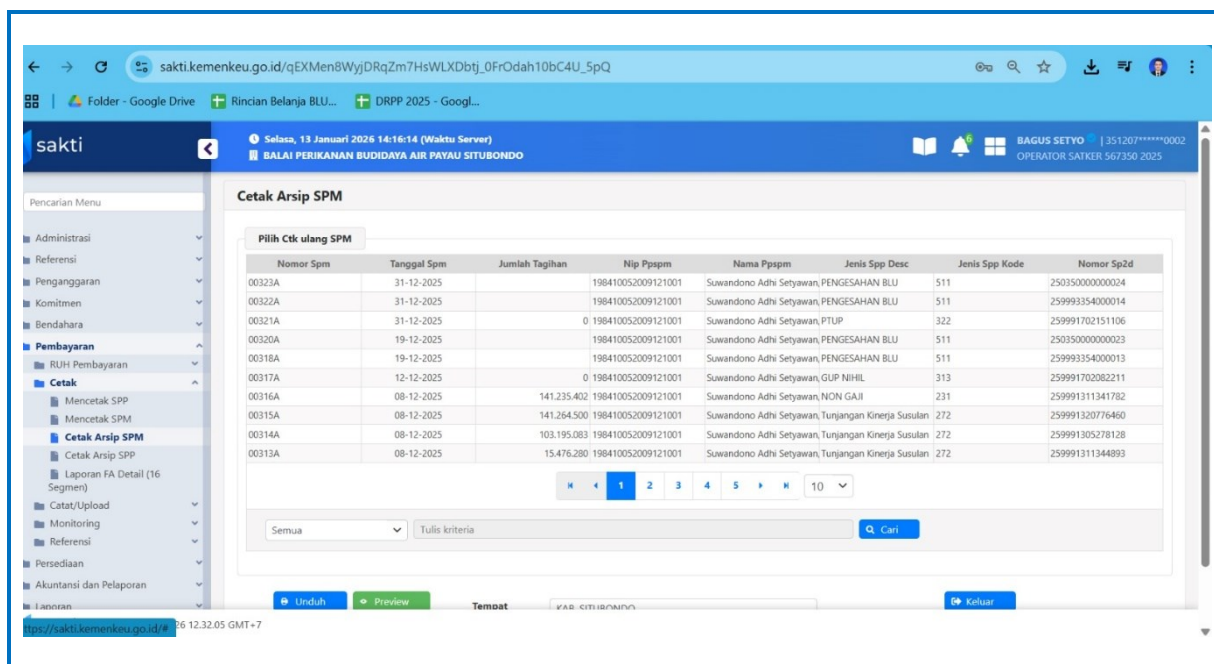 sakti.kemenkeu.go.id/qEXMen8WyjDRqZm7HsWLXDbtj_0FrOdah10bC4U_5pQ
Folder - Google Drive Rincian Belanja BLU... DRPP 2025 - Googl...
sakti
Selasa, 13 Januari 2026 14:16:14 (Waktu Server)
BALAI PERIKANAN BUDIDAYA AIR PAYAU SITUBONDO
6
BAGUS SETYO | 351207******0002
OPERATOR SATKER 567350 2025
Pencarian Menu
Administrasi
Referensi
Penganggaran
Komitmen
Bendahara
Pembayaran
RUH Pembayaran
Cetak
Mencetak SPP
Mencetak SPM
Cetak Arsip SPM
Cetak Arsip SPP
Laporan FA Detail (16
Segmen)
Catat/Upload
Monitoring
Referensi
Persediaan
Akuntansi dan Pelaporan
Laporan
Cetak Arsip SPM
Pilih Ctk ulang SPM
Nomor Spm Tanggal Spm Jumlah Tagihan Nip Ppspm Nama Ppspm Jenis Spp Desc Jenis Spp Kode Nomor Sp2d
00323A 31-12-2025 198410052009121001 Suwandono Adhi Setyawan, PENGESAHAN BLU 511 250350000000024
00322A 31-12-2025 198410052009121001 Suwandono Adhi Setyawan, PENGESAHAN BLU 511 259993354000014
00321A 31-12-2025 0 198410052009121001 Suwandono Adhi Setyawan, PTUP 322 259991702151106
00320A 19-12-2025 198410052009121001 Suwandono Adhi Setyawan, PENGESAHAN BLU 511 250350000000023
00318A 19-12-2025 198410052009121001 Suwandono Adhi Setyawan, PENGESAHAN BLU 511 259993354000013
00317A 12-12-2025 0 198410052009121001 Suwandono Adhi Setyawan, GUP NIHIL 313 259991702082211
00316A 08-12-2025 141.235.402 198410052009121001 Suwandono Adhi Setyawan, NON GAJI 231 259991311341782
00315A 08-12-2025 141.264.500 198410052009121001 Suwandono Adhi Setyawan, Tunjangan Kinerja Susulan 272 259991320776460
00314A 08-12-2025 103.195.083 198410052009121001 Suwandono Adhi Setyawan, Tunjangan Kinerja Susulan 272 259991305278128
00313A 08-12-2025 15.476.280 198410052009121001 Suwandono Adhi Setyawan, Tunjangan Kinerja Susulan 272 259991311344893
1 2 3 4 5 10
Semua Tulis kriteria Cari
Unduh Preview Tempat KAB. SITUBONDO Keluar
ttps://sakti.kemenkeu.go.id/# 26 12.32.05 GMT+7